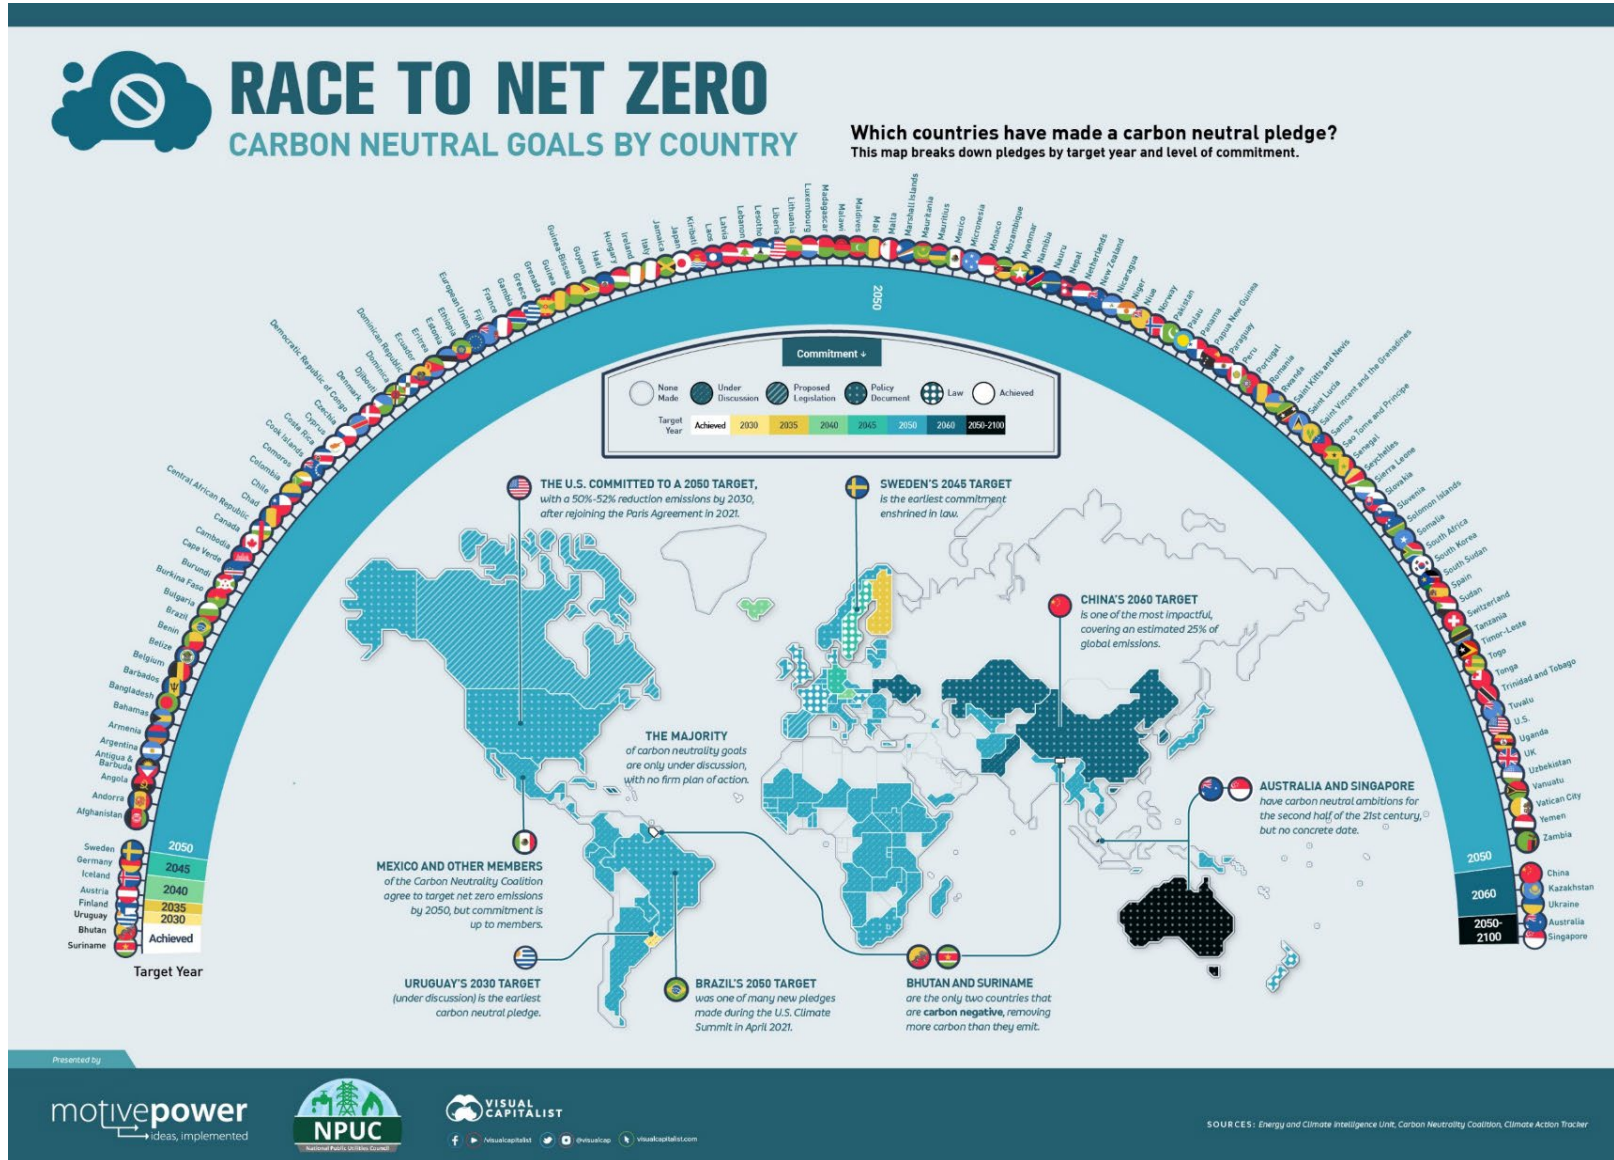 RACE TO NET ZERO
CARBON NEUTRAL GOALS BY COUNTRY
Which countries have made a carbon neutral pledge?
This map breaks down pledges by target year and level of commitment.
Suriname
Bhutan
Uruguay
Finland
Austria
Iceland
Germany
Sweden
Afghanistan
Andorra
Angola
Antigua &
Barbuda
Argentina
Armenia
Bahamas
Bangladesh
Barbados
Belgium
Belize
Benin
Brazil
Bulgaria
Burkina Faso
Burundi
Cape Verde
Cambodia
Canada
Central African Republic
Chad
Chile
Colombia
Comoros
Cook Islands
Costa Rica
Cyprus
Czechia
Democratic Republic of Congo
Denmark
Djibouti
Dominica
Dominican Republic
Ecuador
Eritrea
Estonia
Ethiopia
European Union
Fiji
France
Gambia
Greece
Grenada
Guinea
Guinea-Bissau
Guyana
Haiti
Hungary
Ireland
Italy
Jamaica
Japan
Kiribati
Laos
Latvia
Lebanon
Lesotho
Liberia
Lithuania
Luxembourg
Madagascar
Malawi
Maldives
Mali
Malta
Marshall Islands
Mauritania
Mauritius
Mexico
Micronesia
Monaco
Mozambique
Myanmar
Namibia
Nauru
Nepal
Netherlands
New Zealand
Nicaragua
Niger
Niue
Norway
Pakistan
Palau
Panama
Papua New Guinea
Paraguay
Peru
Portugal
Romania
Rwanda
Saint Kitts and Nevis
Saint Lucia
Saint Vincent and the Grenadines
Samoa
Sao Tome and Principe
Senegal
Seychelles
Sierra Leone
Slovakia
Slovenia
Solomon Islands
Somalia
South Africa
South Korea
South Sudan
Spain
Sudan
Switzerland
Tanzania
Timor-Leste
Togo
Tonga
Trinidad and Tobago
Tuvalu
U.S.
Uganda
UK
Uzbekistan
Vanuatu
Vatican City
Yemen
Zambia
China
Kazakhstan
Ukraine
Australia
Singapore
2050
2050
2045
2040
2035
2030
Achieved
Target Year
2050
2060
2050-
2100
Commitment ↓
None
Made
Under
Discussion
Proposed
Legislation
Policy
Document
Law
Achieved
Target
Year
Achieved 2030 2035 2040 2045 2050 2060 2050-2100
THE U.S. COMMITTED TO A 2050 TARGET,
with a 50%-52% reduction emissions by 2030,
after rejoining the Paris Agreement in 2021.
SWEDEN'S 2045 TARGET
is the earliest commitment
enshrined in law.
CHINA'S 2060 TARGET
is one of the most impactful,
covering an estimated 25% of
global emissions.
THE MAJORITY
of carbon neutrality goals
are only under discussion,
with no firm plan of action.
AUSTRALIA AND SINGAPORE
have carbon neutral ambitions for
the second half of the 21st century,
but no concrete date.
MEXICO AND OTHER MEMBERS
of the Carbon Neutrality Coalition
agree to target net zero emissions
by 2050, but commitment is
up to members.
URUGUAY'S 2030 TARGET
(under discussion) is the earliest
carbon neutral pledge.
BRAZIL'S 2050 TARGET
was one of many new pledges
made during the U.S. Climate
Summit in April 2021.
BHUTAN AND SURINAME
are the only two countries that
are carbon negative, removing
more carbon than they emit.
Presented by
motivepower
ideas, implemented
NPUC
National Public Utilities Council
VISUAL
CAPITALIST
/visualcapitalist @visualcap visualcapitalist.com
SOURCES: Energy and Climate Intelligence Unit, Carbon Neutrality Coalition, Climate Action Tracker